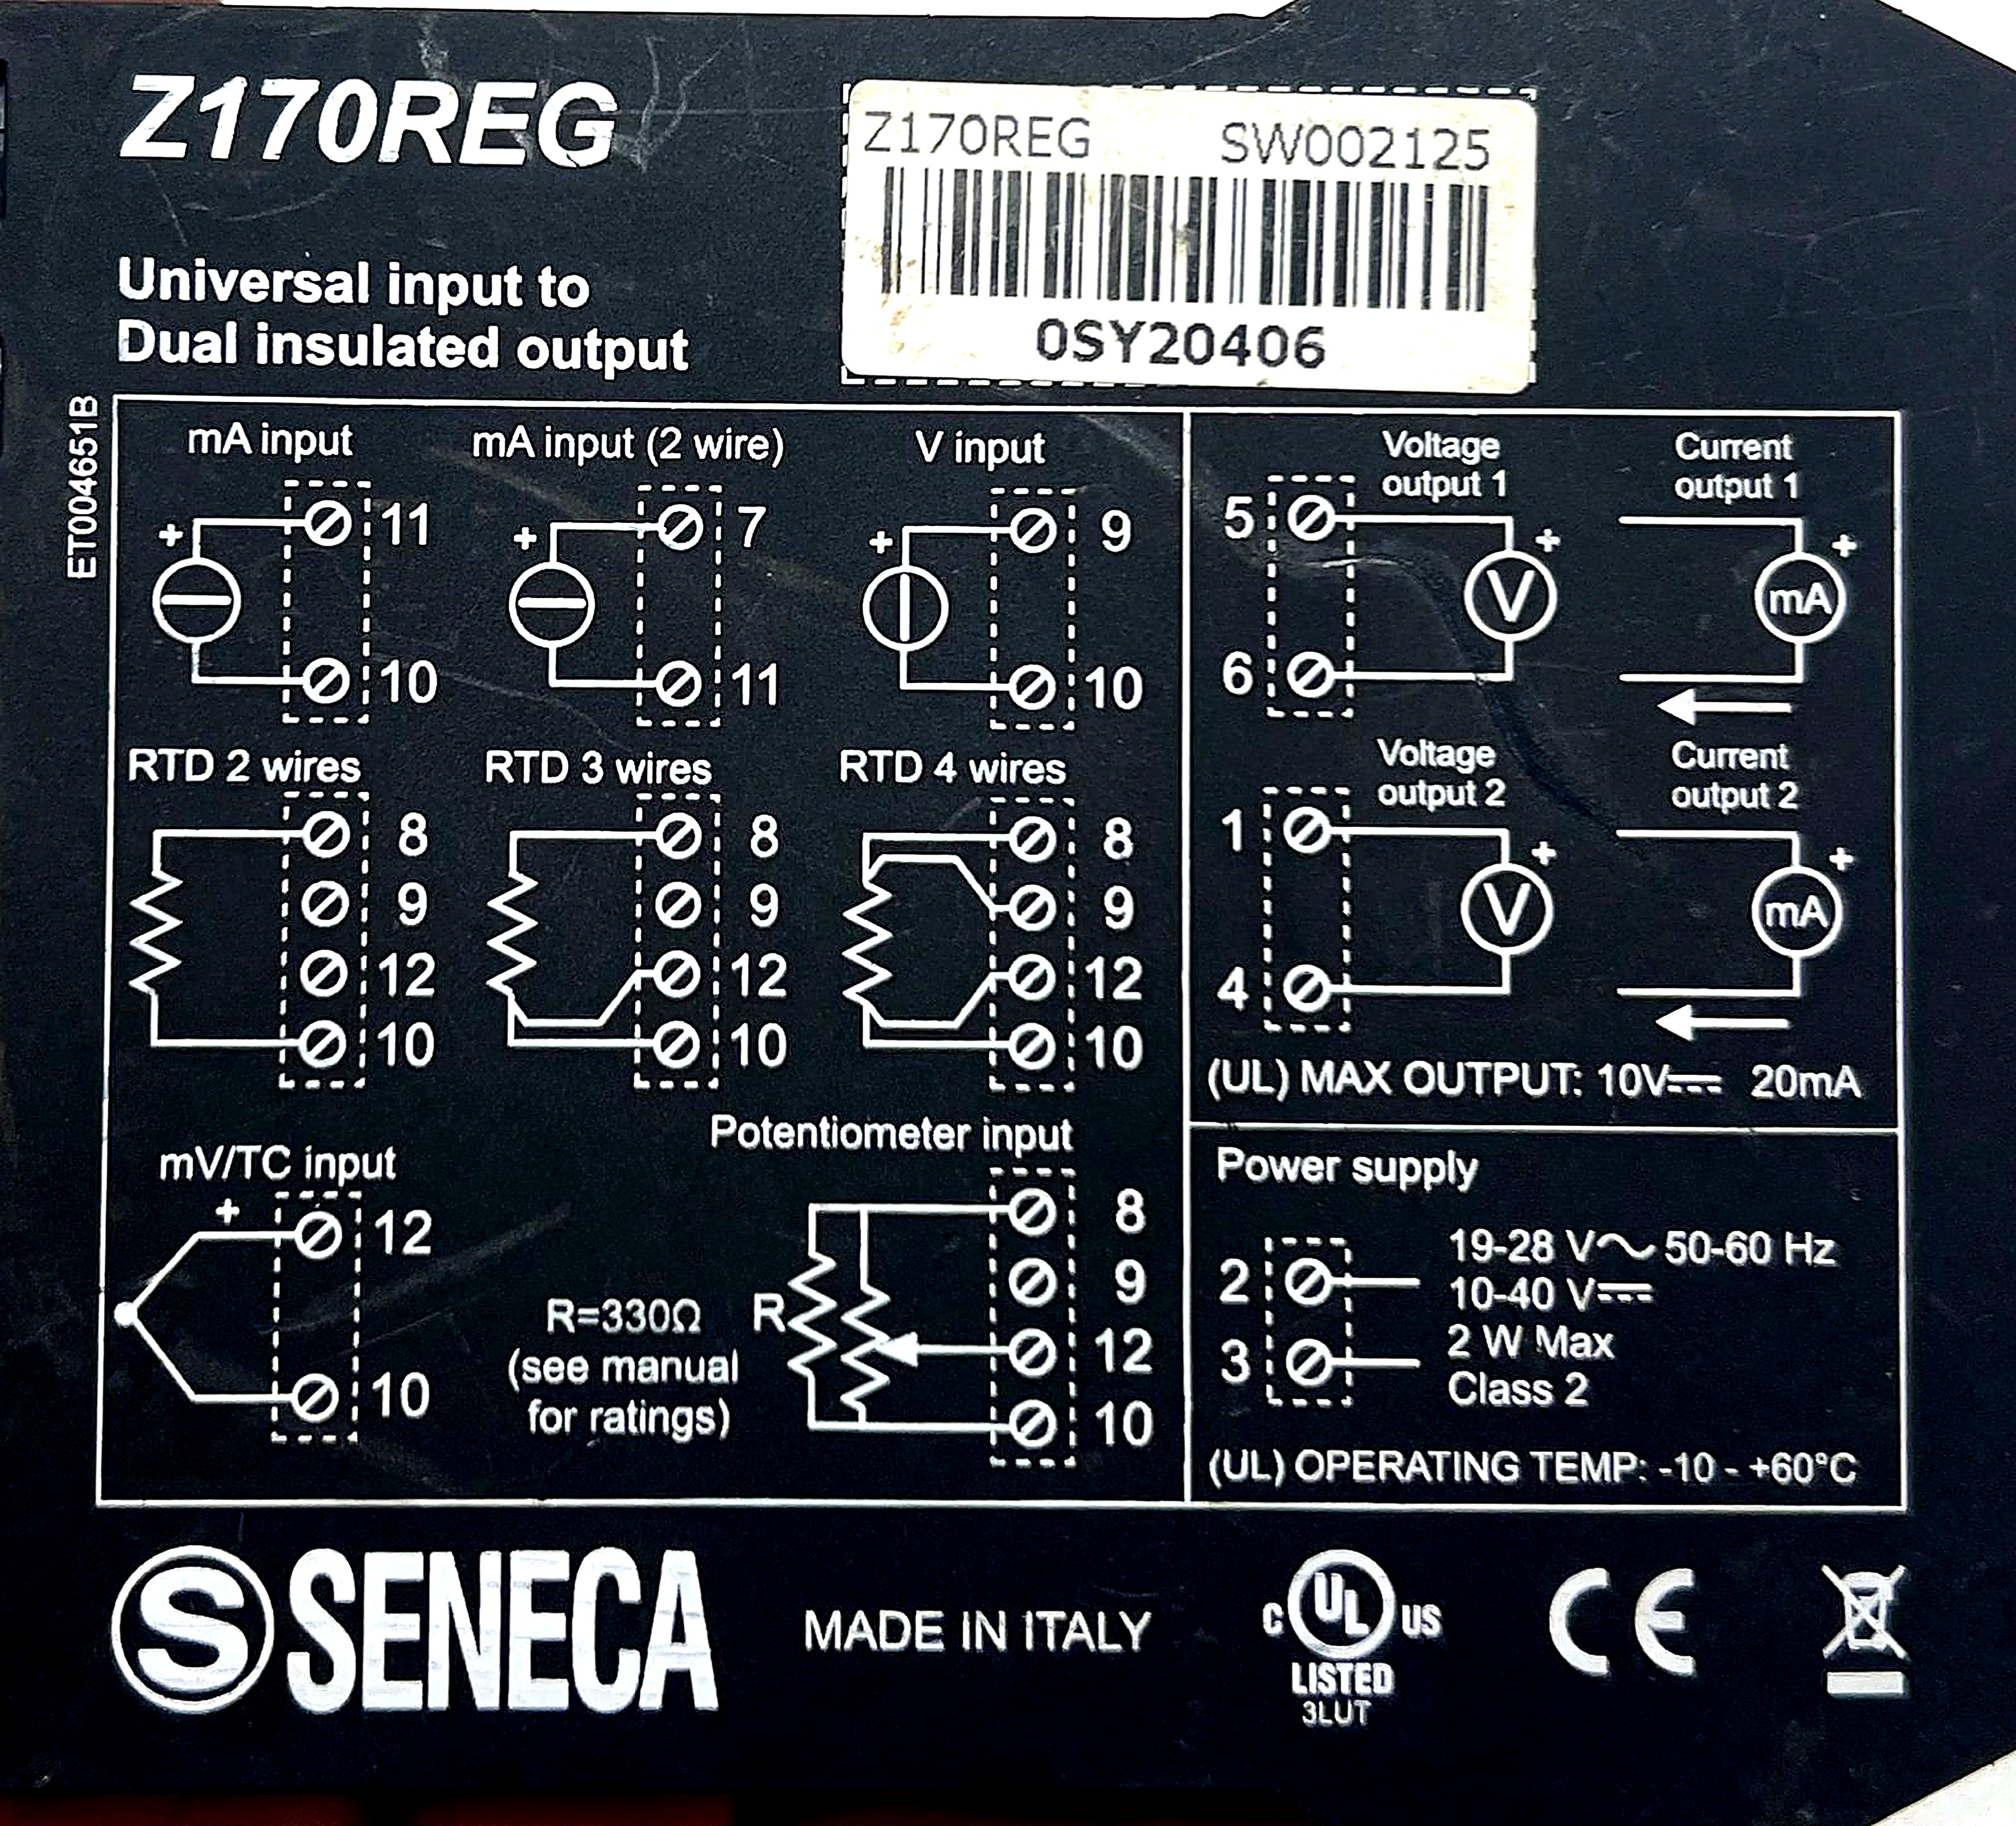 Z170REG
Z170REG SW002125
0SY20406
Universal input to
Dual insulated output
ET004651B
mA input
+
11
10
mA input (2 wire)
+
7
11
V input
+
9
10
RTD 2 wires
8
9
12
10
RTD 3 wires
8
9
12
10
RTD 4 wires
8
9
12
10
mV/TC input
+
12
10
Potentiometer input
R=330Ω
(see manual
for ratings)
R
8
9
12
10
Voltage
output 1
5
6
+
V
Current
output 1
+
mA
Voltage
output 2
1
4
+
V
Current
output 2
+
mA
(UL) MAX OUTPUT: 10V⎓ 20mA
Power supply
2
3
19-28 V~ 50-60 Hz
10-40 V⎓
2 W Max
Class 2
(UL) OPERATING TEMP: -10 - +60°C
S SENECA
MADE IN ITALY
C UL US
LISTED
3LUT
CE